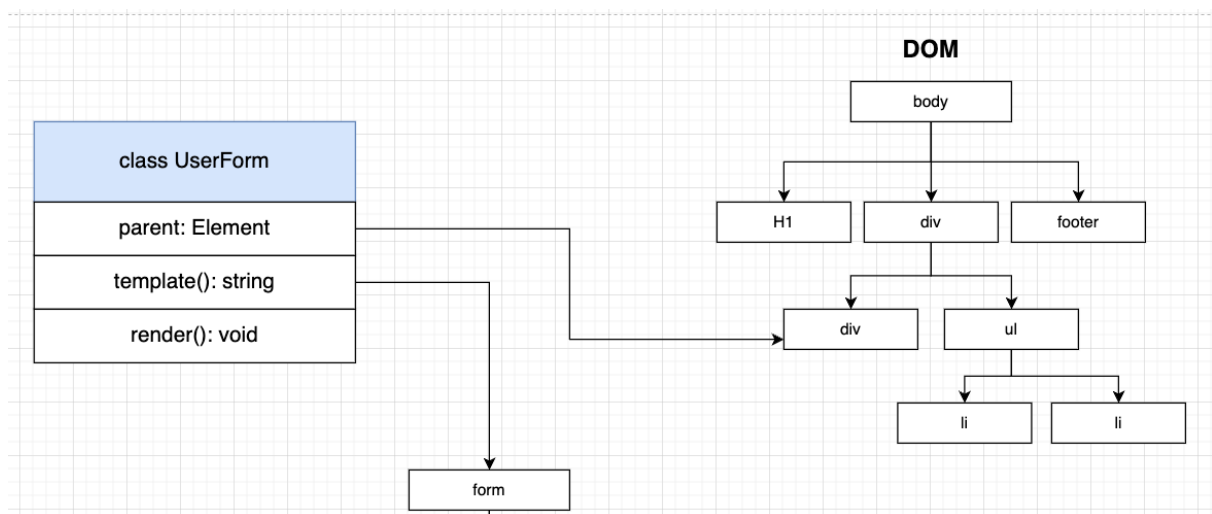 DOM
body
class UserForm
parent: Element
template(): string
render(): void
H1
div
footer
div
ul
li
li
form